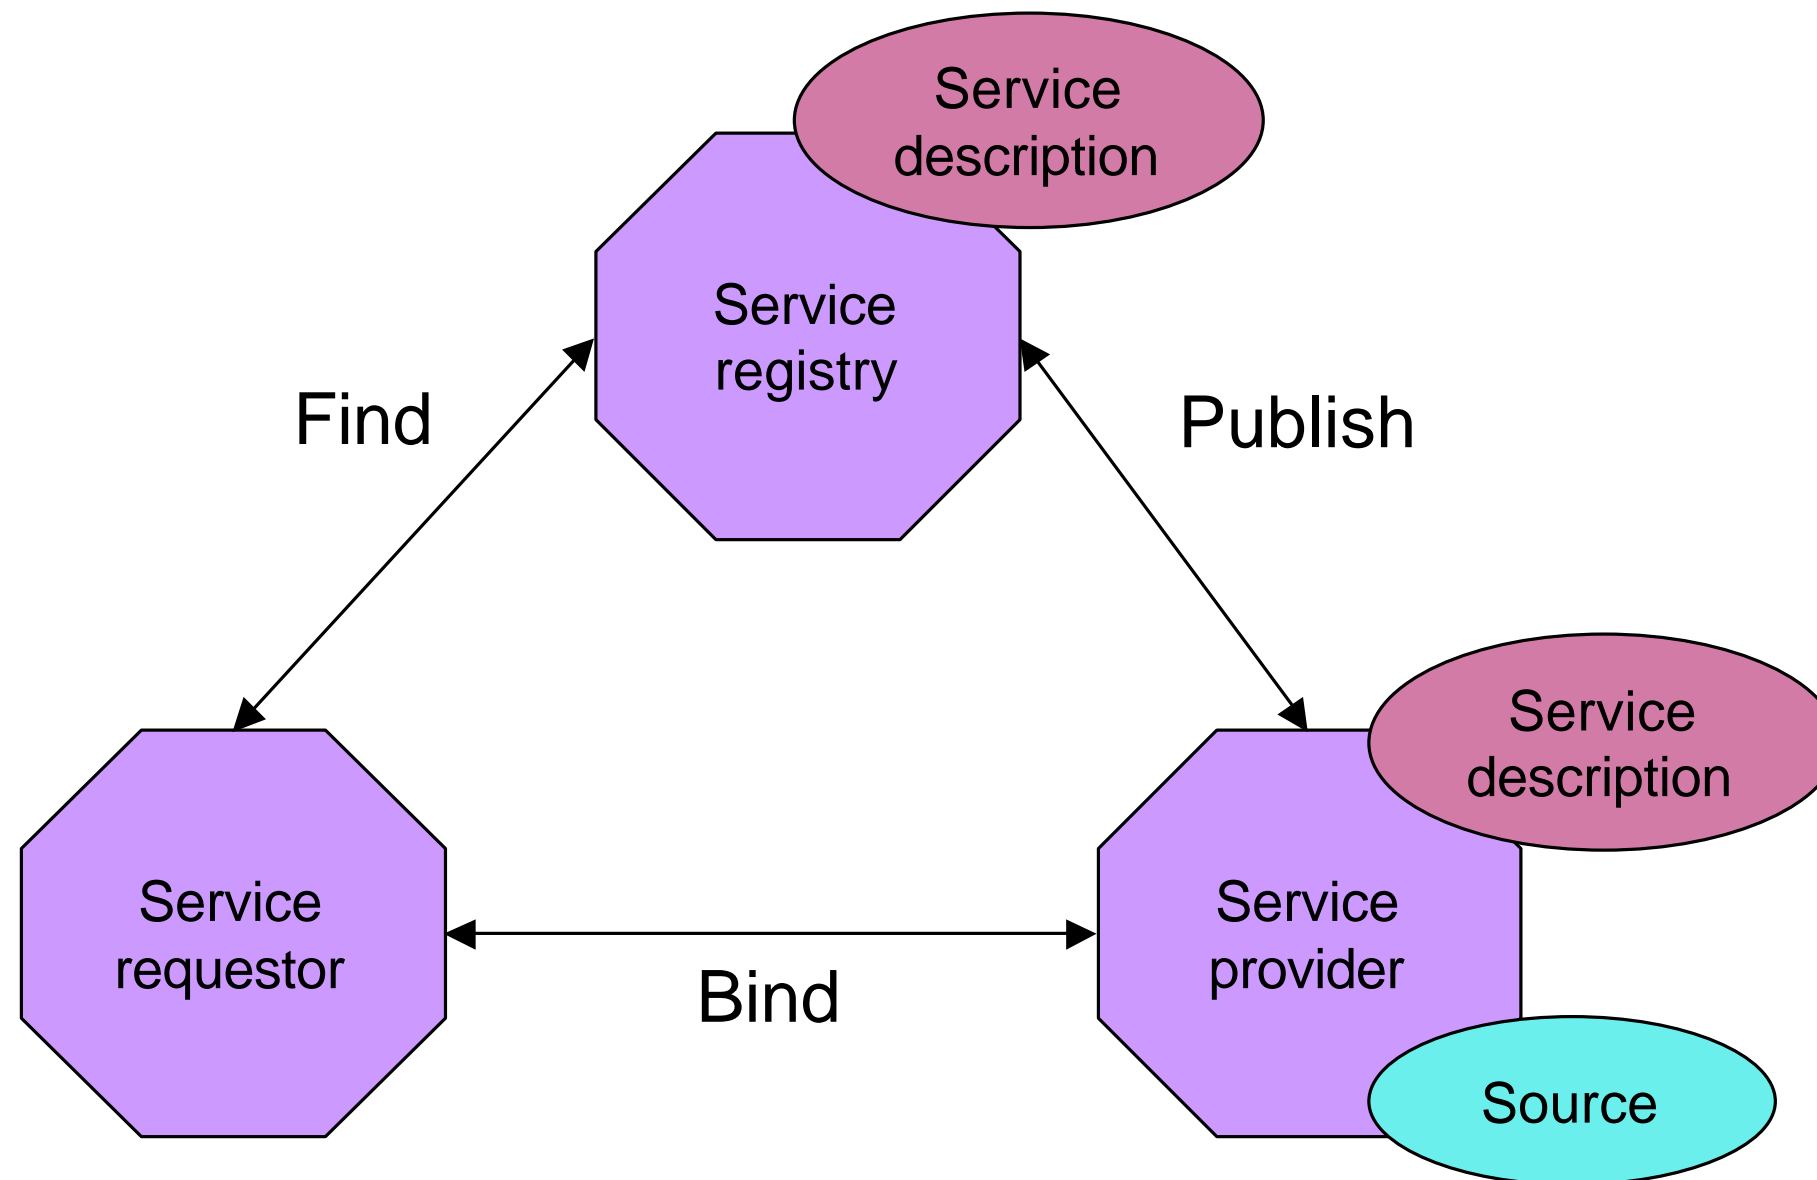 Service
description
Service
registry
Find
Publish
Service
description
Service
requestor
Service
provider
Bind
Source